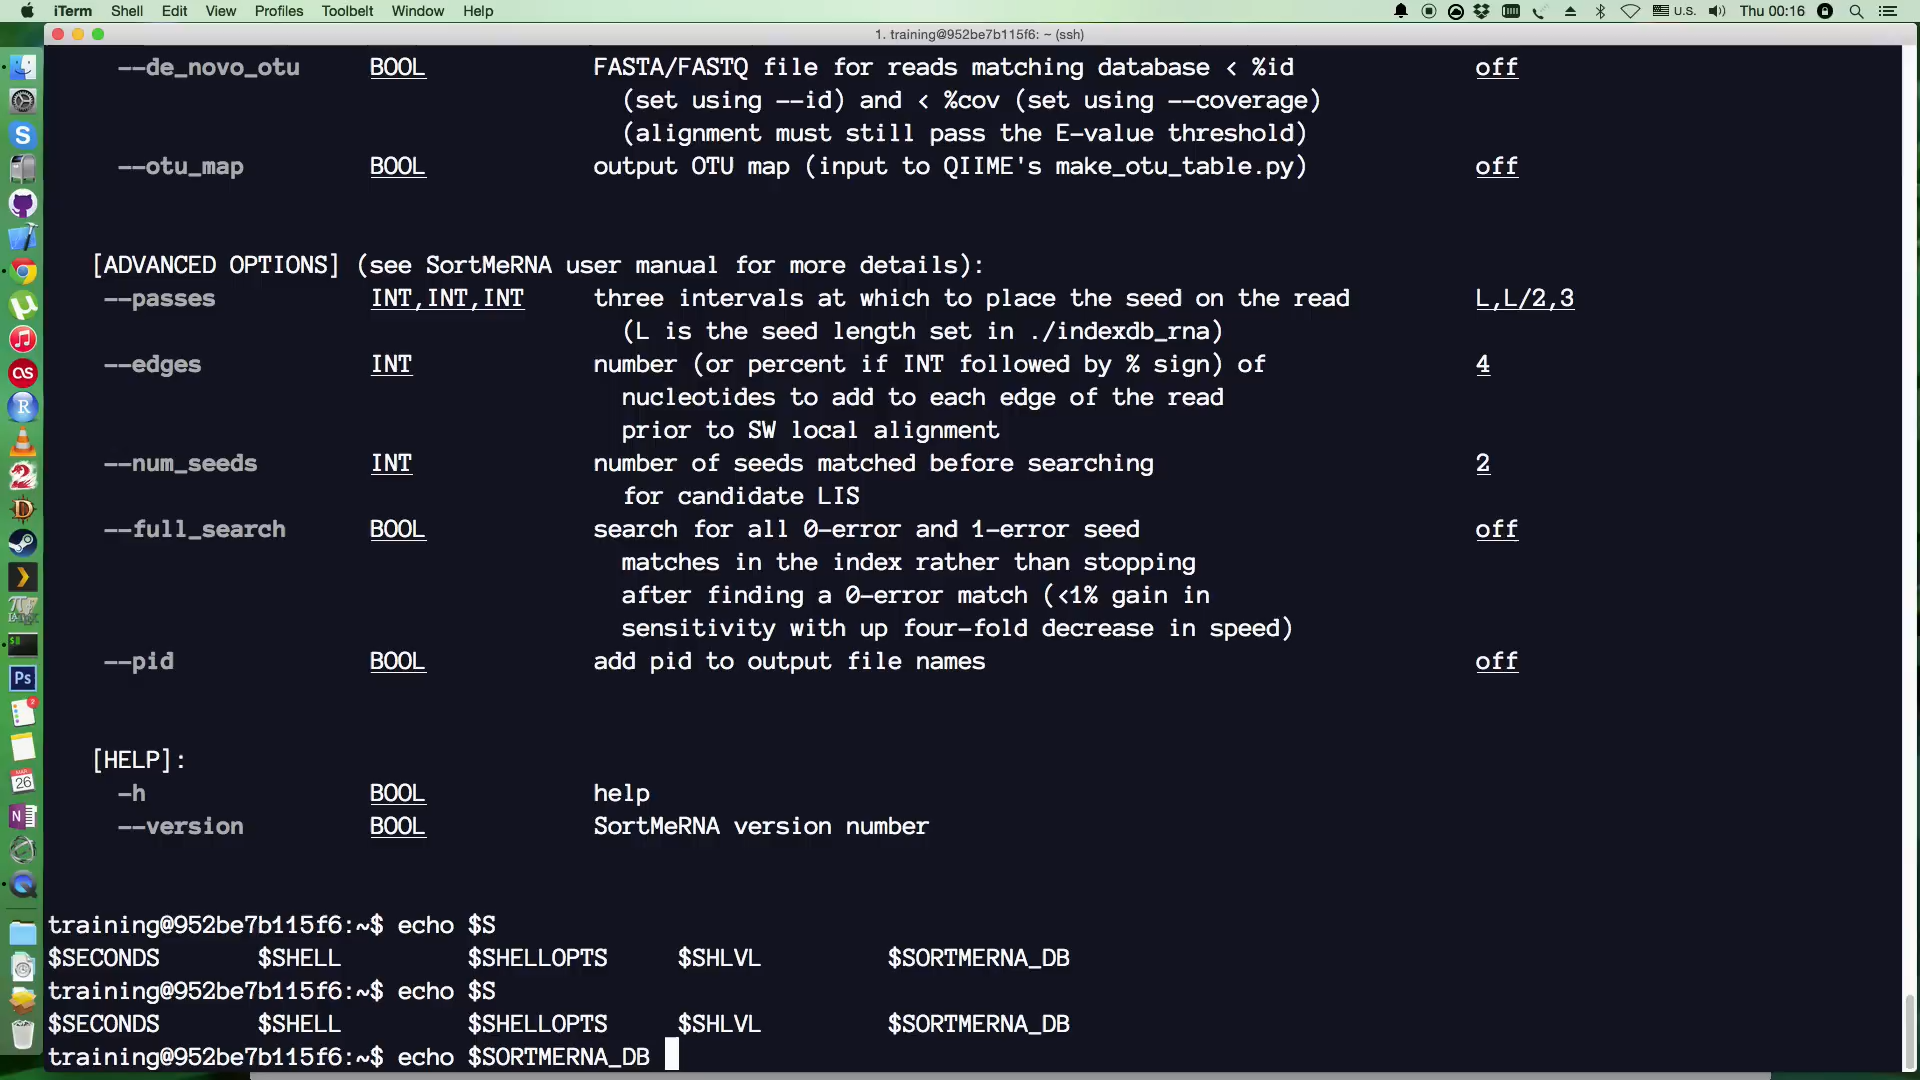 iTerm Shell Edit View Profiles Toolbelt Window Help U.S. Thu 00:16
1. training@952be7b115f6: ~ (ssh)
--de_novo_otu BOOL FASTA/FASTQ file for reads matching database < %id off
(set using --id) and < %cov (set using --coverage)
(alignment must still pass the E-value threshold)
--otu_map BOOL output OTU map (input to QIIME's make_otu_table.py) off
[ADVANCED OPTIONS] (see SortMeRNA user manual for more details):
--passes INT,INT,INT three intervals at which to place the seed on the read L,L/2,3
(L is the seed length set in ./indexdb_rna)
--edges INT number (or percent if INT followed by % sign) of 4
nucleotides to add to each edge of the read
prior to SW local alignment
--num_seeds INT number of seeds matched before searching 2
for candidate LIS
--full_search BOOL search for all 0-error and 1-error seed off
matches in the index rather than stopping
after finding a 0-error match (<1% gain in
sensitivity with up four-fold decrease in speed)
--pid BOOL add pid to output file names off
[HELP]:
-h BOOL help
--version BOOL SortMeRNA version number
training@952be7b115f6:~$ echo $S
$SECONDS $SHELL $SHELLOPTS $SHLVL $SORTMERNA_DB
training@952be7b115f6:~$ echo $S
$SECONDS $SHELL $SHELLOPTS $SHLVL $SORTMERNA_DB
training@952be7b115f6:~$ echo $SORTMERNA_DB